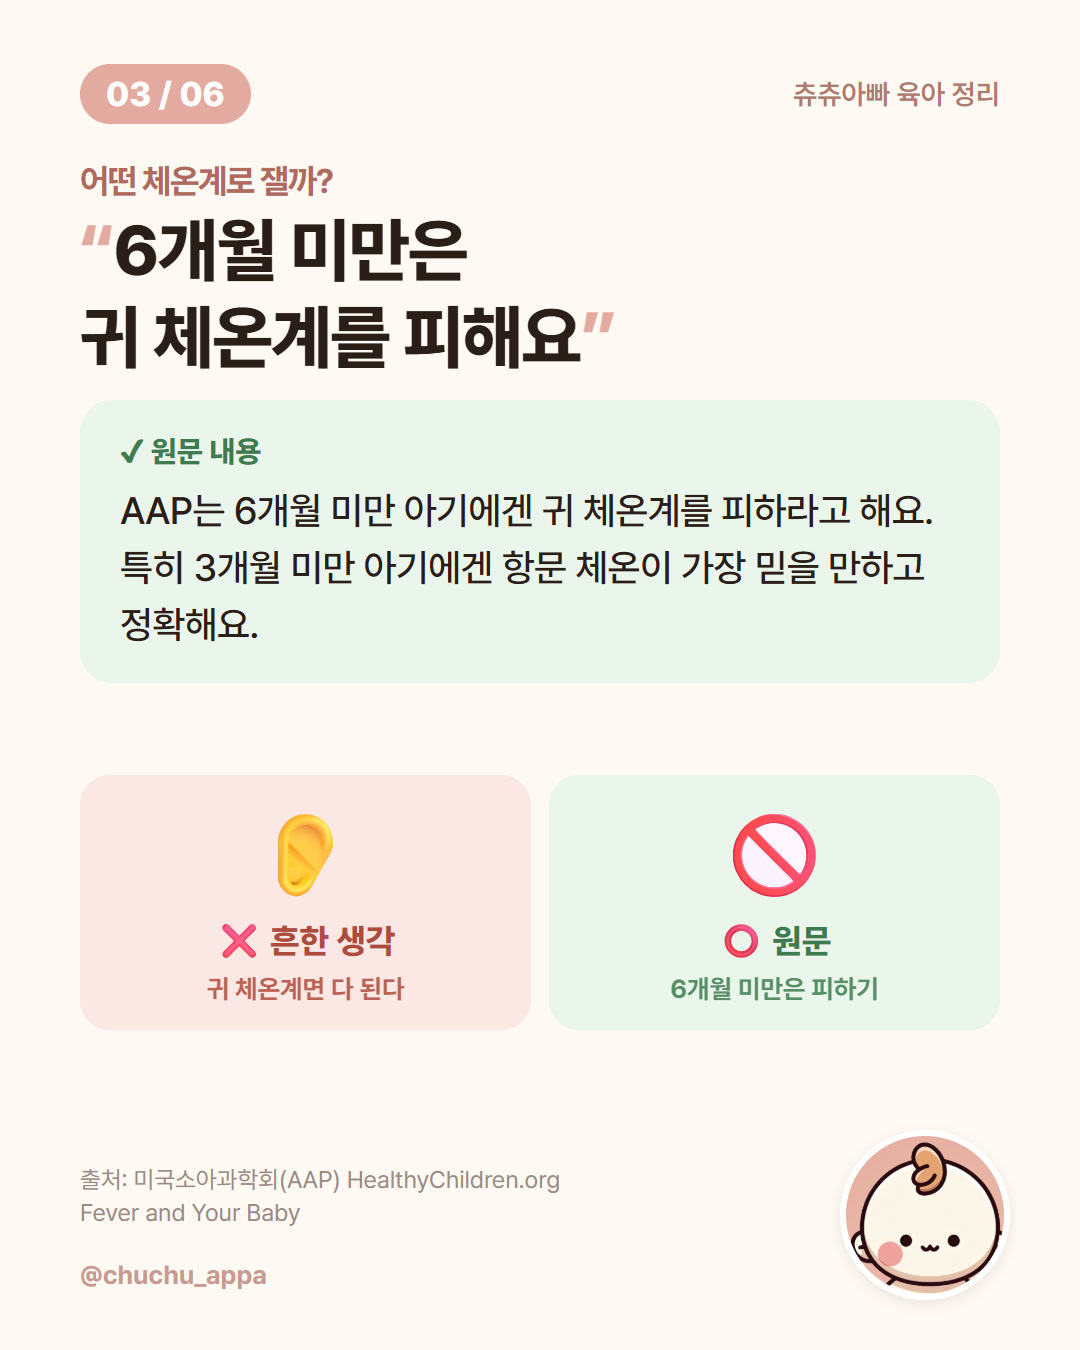 03 / 06
츄츄아빠 육아 정리
어떤 체온계로 잴까?
“6개월 미만은
귀 체온계를 피해요”
✓ 원문 내용
AAP는 6개월 미만 아기에겐 귀 체온계를 피하라고 해요.
특히 3개월 미만 아기에겐 항문 체온이 가장 믿을 만하고
정확해요.
❌ 흔한 생각
귀 체온계면 다 된다
⭕ 원문
6개월 미만은 피하기
출처: 미국소아과학회(AAP) HealthyChildren.org
Fever and Your Baby
@chuchu_appa